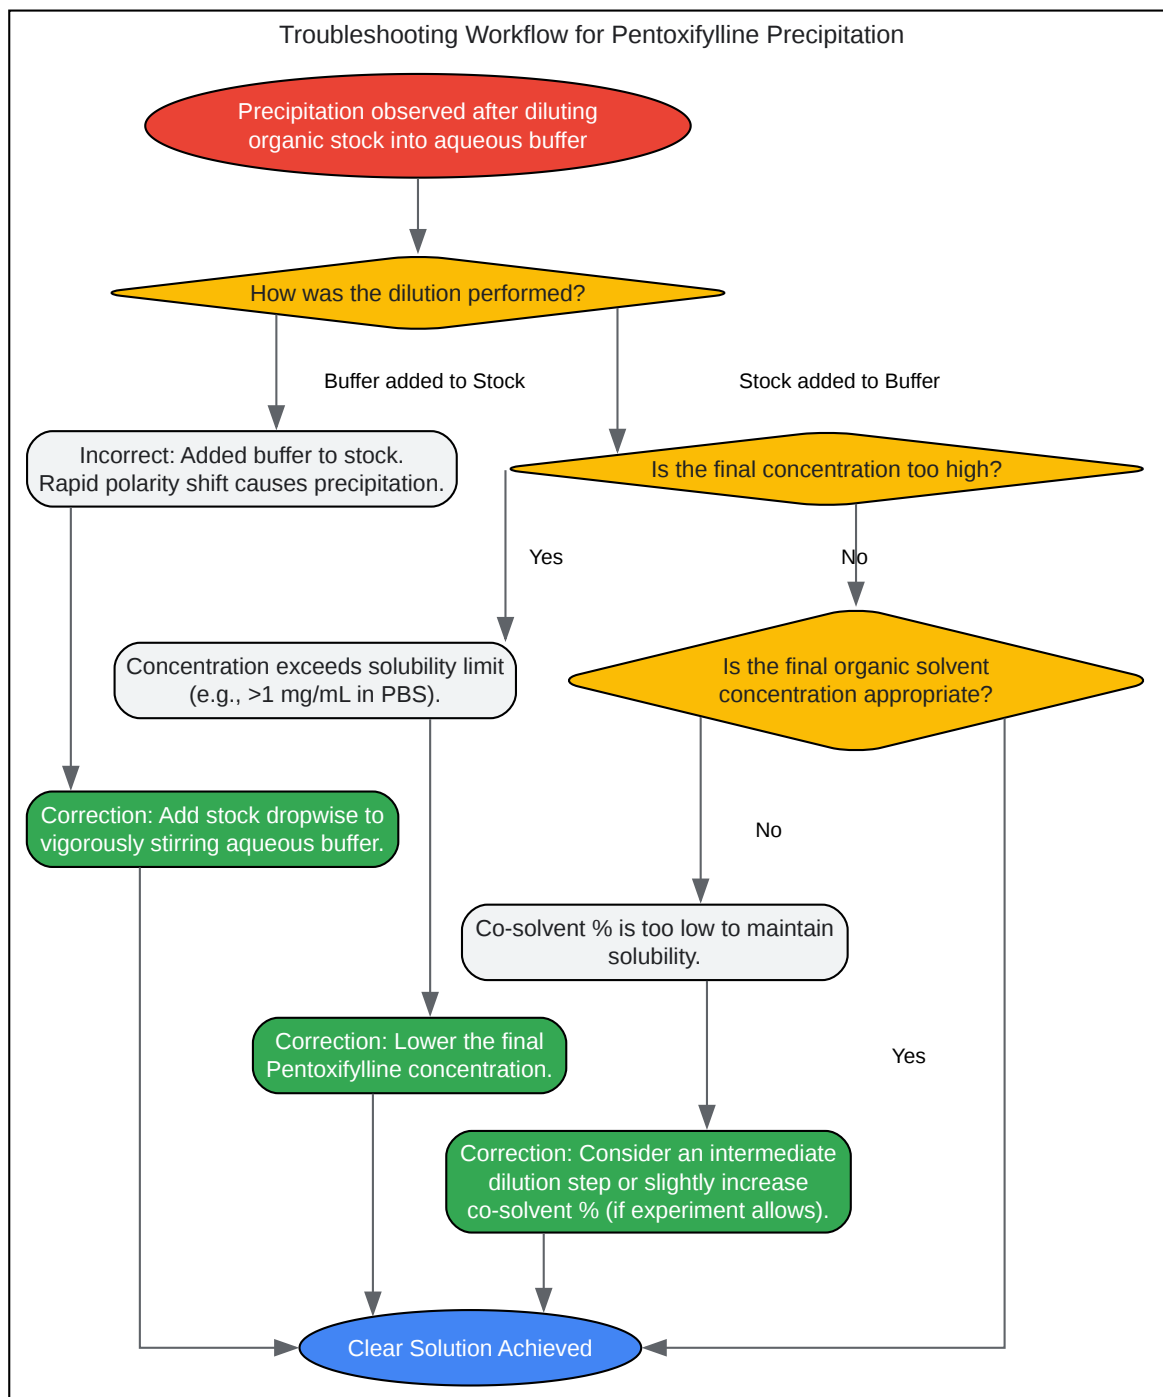 Troubleshooting Workflow for Pentoxifylline Precipitation
Precipitation observed after diluting
organic stock into aqueous buffer
How was the dilution performed?
Buffer added to Stock
Stock added to Buffer
Incorrect: Added buffer to stock.
Rapid polarity shift causes precipitation.
Is the final concentration too high?
Yes
No
Concentration exceeds solubility limit
(e.g., >1 mg/mL in PBS).
Is the final organic solvent
concentration appropriate?
Correction: Add stock dropwise to
vigorously stirring aqueous buffer.
No
Co-solvent % is too low to maintain
solubility.
Correction: Lower the final
Pentoxifylline concentration.
Yes
Correction: Consider an intermediate
dilution step or slightly increase
co-solvent % (if experiment allows).
Clear Solution Achieved